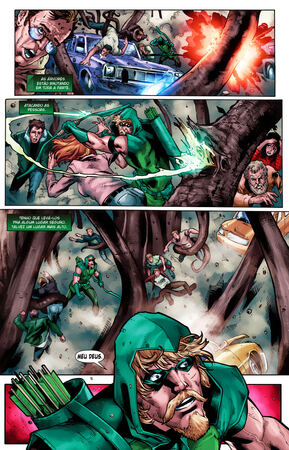 AS ÁRVORES
ESTÃO BROTANDO
EM TODA A PARTE.
ATACANDO AS
PESSOAS.
TENHO QUE LEVÁ-LOS
PRA ALGUM LUGAR SEGURO.
TALVEZ UM LUGAR MAIS ALTO.
MEU DEUS.